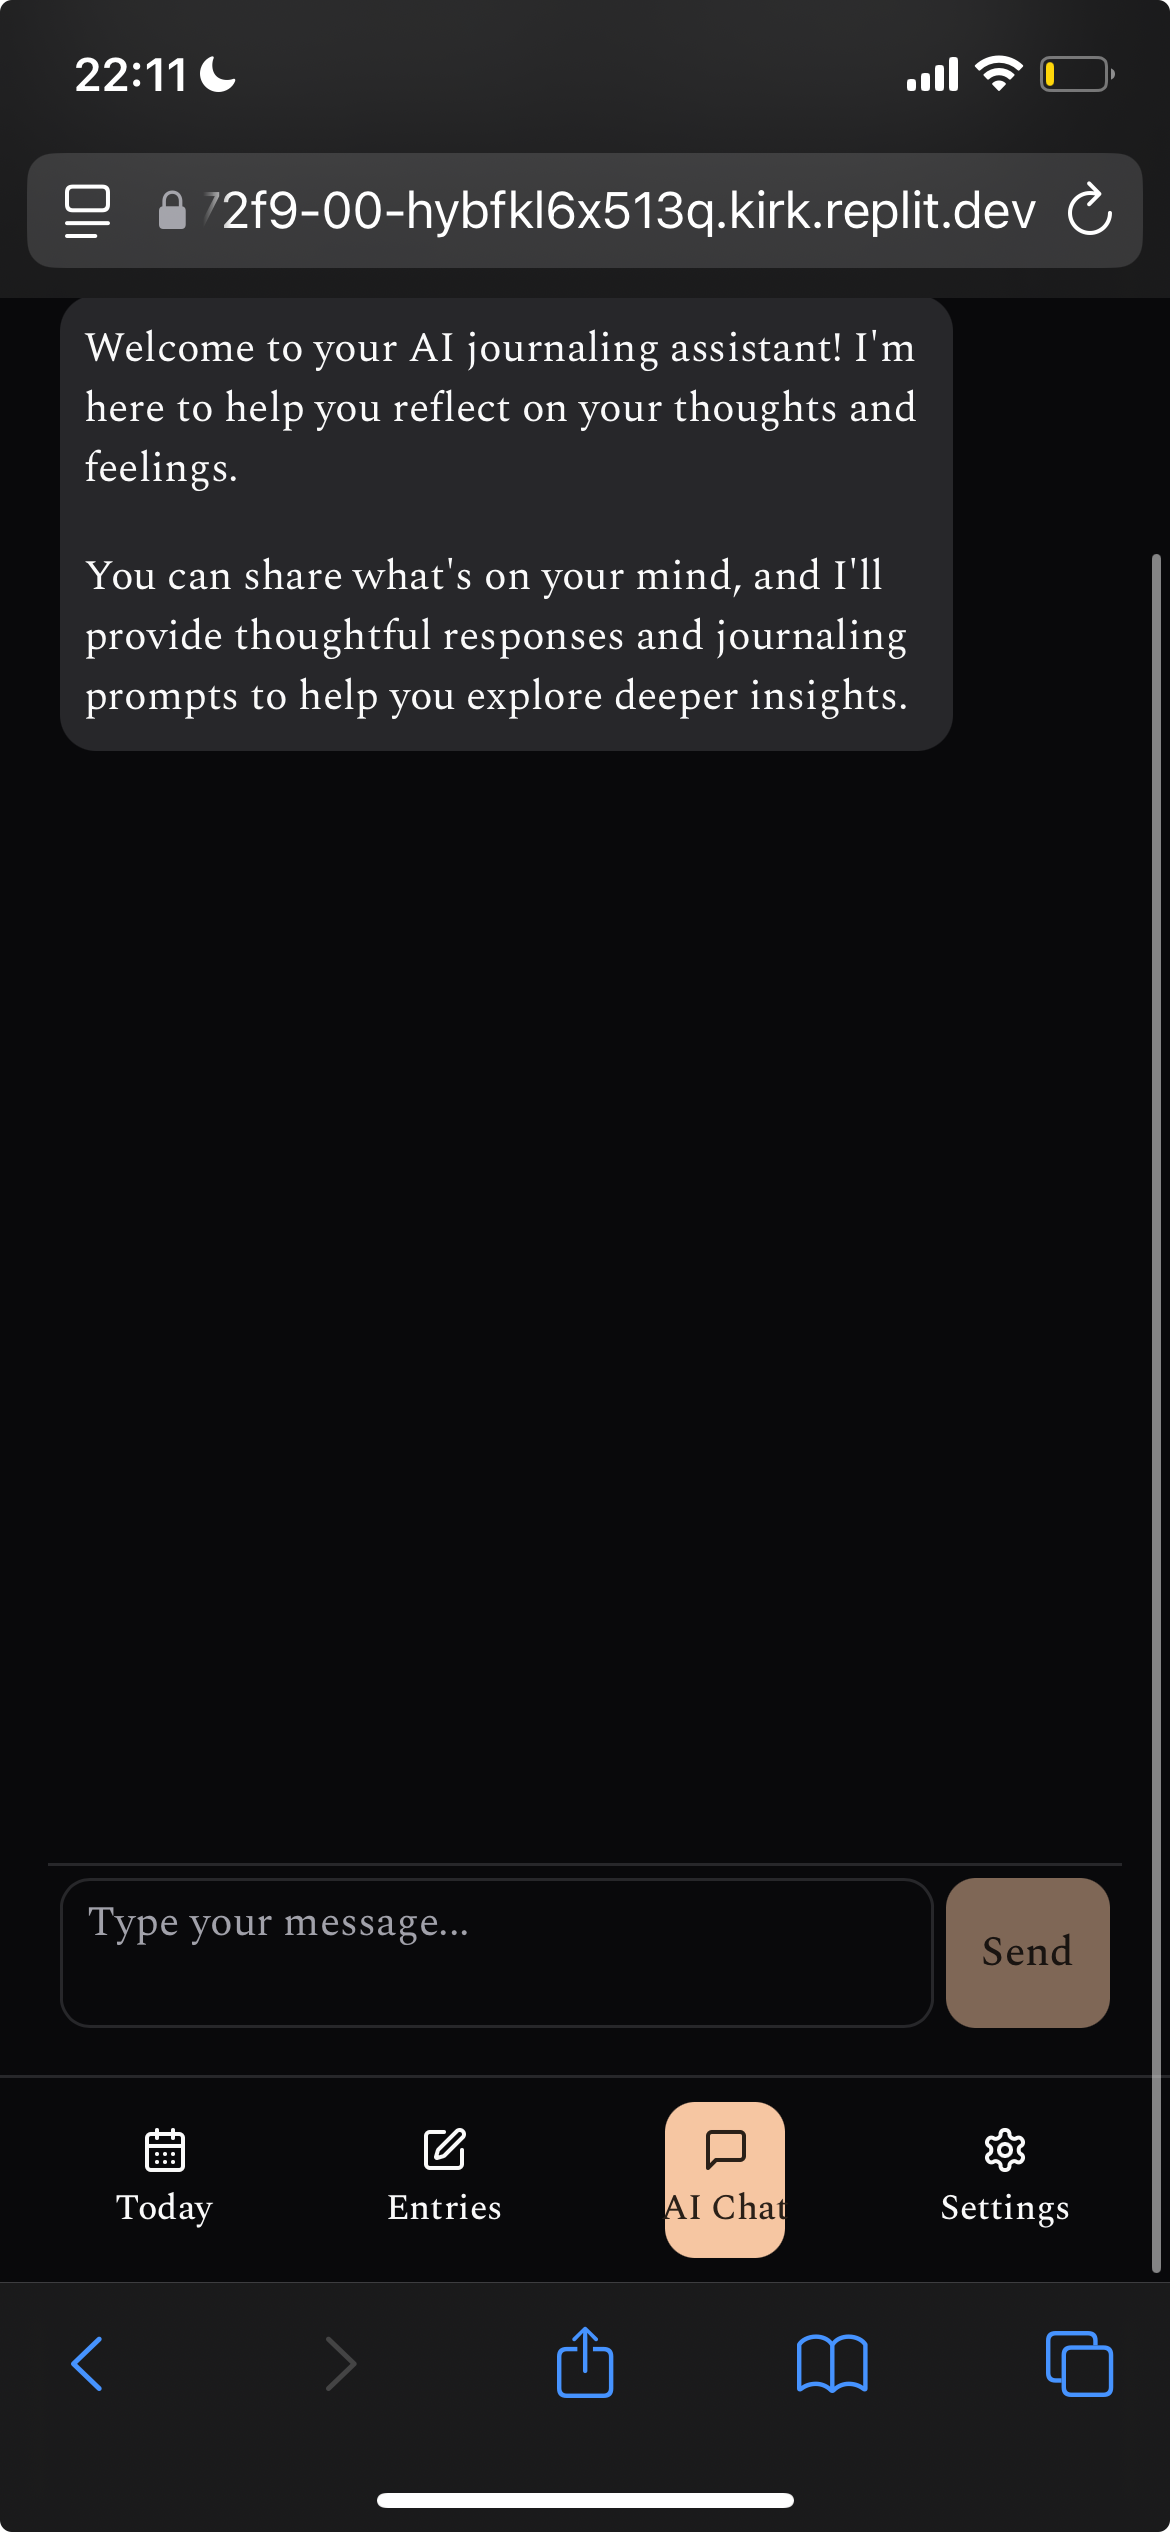 22:11
72f9-00-hybfkl6x513q.kirk.replit.dev
Welcome to your AI journaling assistant! I'm
here to help you reflect on your thoughts and
feelings.
You can share what's on your mind, and I'll
provide thoughtful responses and journaling
prompts to help you explore deeper insights.
Type your message...
Send
Today
Entries
AI Chat
Settings